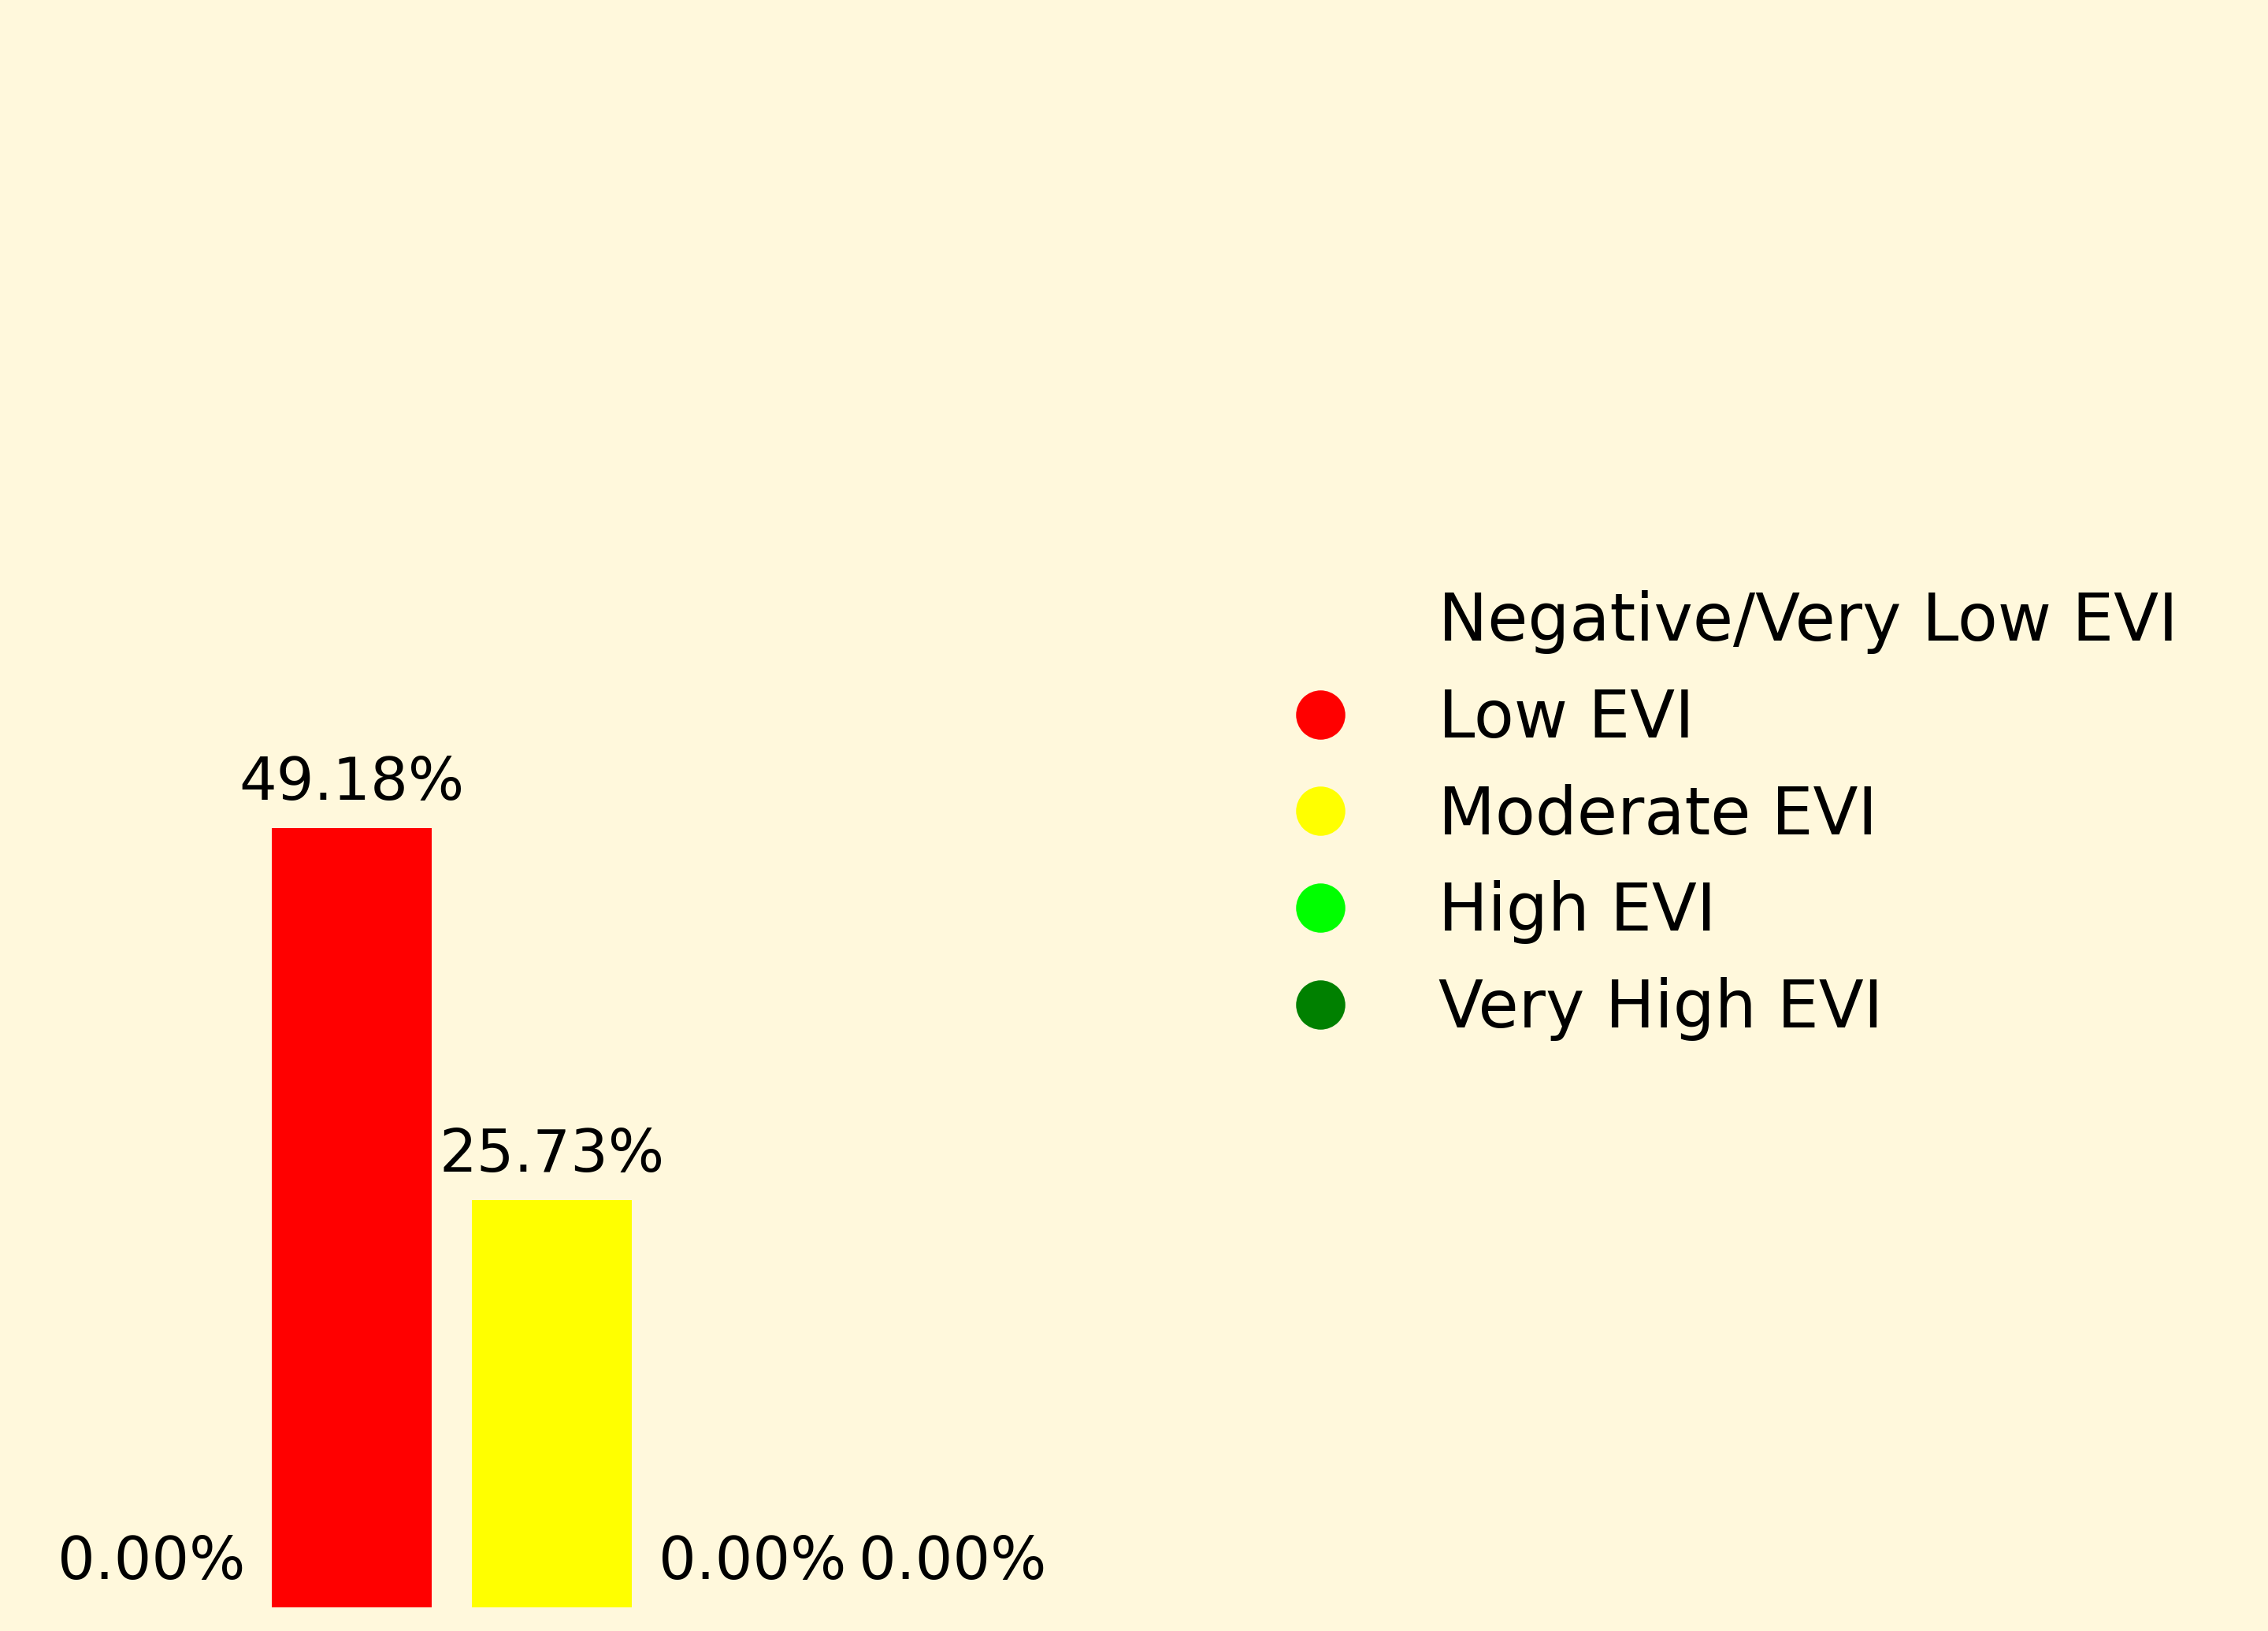 Negative/Very Low EVI
Low EVI
49.18%
Moderate EVI
High EVI
Very High EVI
25.73%
0.00%
0.00%
0.00%